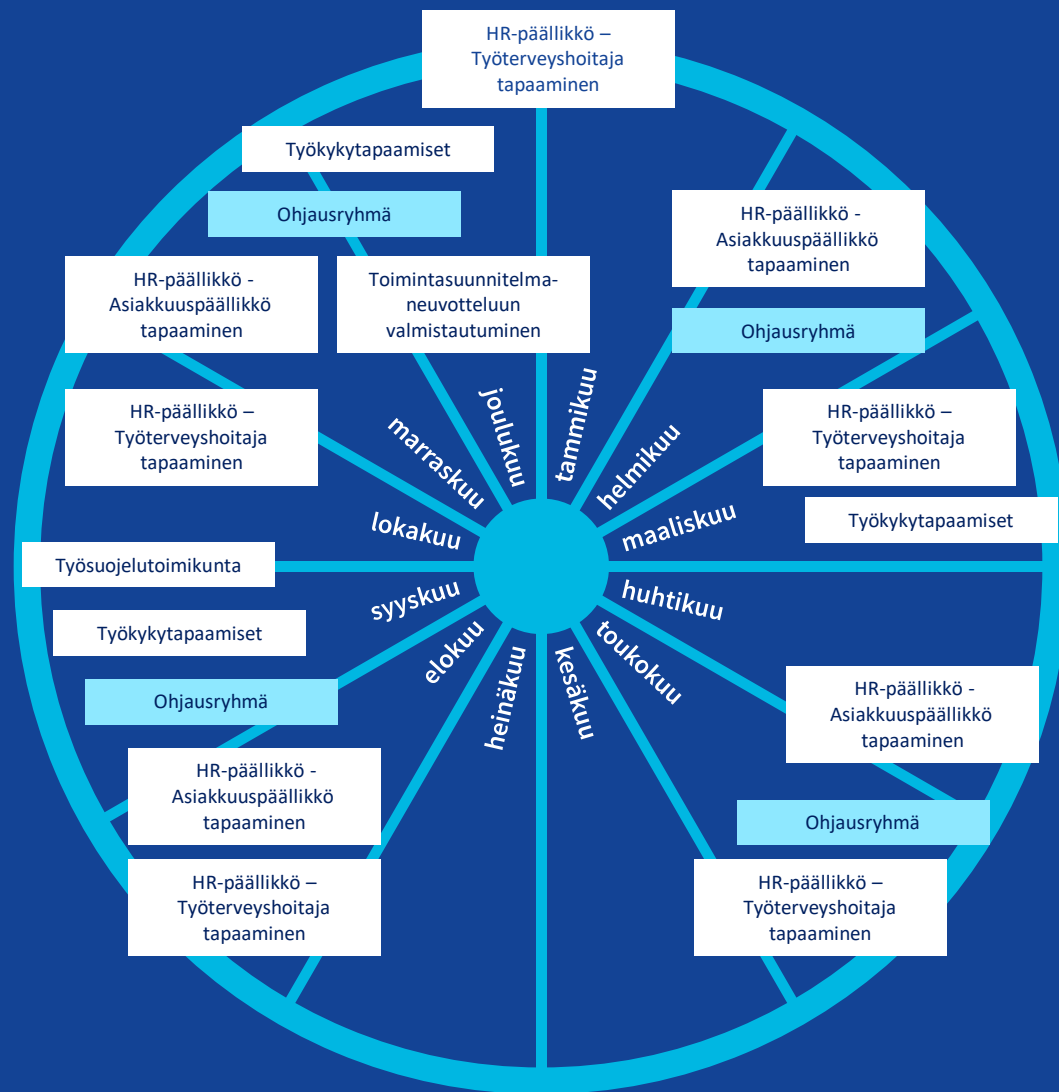 HR-päällikkö –
Työterveyshoitaja
tapaaminen
Työkykytapaamiset
Ohjausryhmä
HR-päällikkö -
Asiakkuuspäällikkö
tapaaminen
Toimintasuunnitelma-
neuvotteluun
valmistautuminen
HR-päällikkö -
Asiakkuuspäällikkö
tapaaminen
Ohjausryhmä
HR-päällikkö –
Työterveyshoitaja
tapaaminen
HR-päällikkö –
Työterveyshoitaja
tapaaminen
Työkykytapaamiset
tammikuu
helmikuu
maaliskuu
huhtikuu
toukokuu
kesäkuu
heinäkuu
elokuu
syyskuu
lokakuu
marraskuu
joulukuu
Työsuojelutoimikunta
Työkykytapaamiset
Ohjausryhmä
HR-päällikkö -
Asiakkuuspäällikkö
tapaaminen
HR-päällikkö –
Työterveyshoitaja
tapaaminen
HR-päällikkö -
Asiakkuuspäällikkö
tapaaminen
Ohjausryhmä
HR-päällikkö –
Työterveyshoitaja
tapaaminen